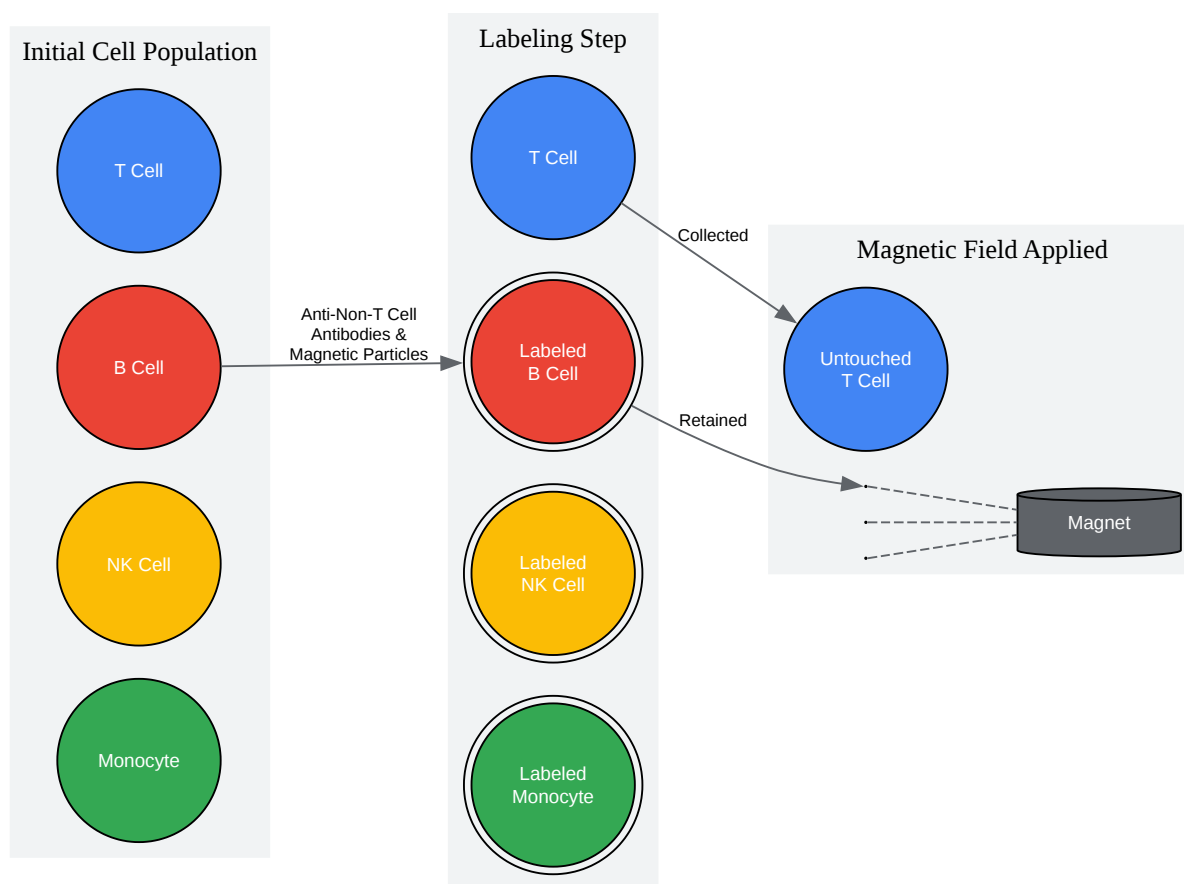 Initial Cell Population
T Cell
B Cell
NK Cell
Monocyte
Anti-Non-T Cell
Antibodies &
Magnetic Particles
Labeling Step
T Cell
Labeled
B Cell
Labeled
NK Cell
Labeled
Monocyte
Collected
Retained
Magnetic Field Applied
Untouched
T Cell
Magnet